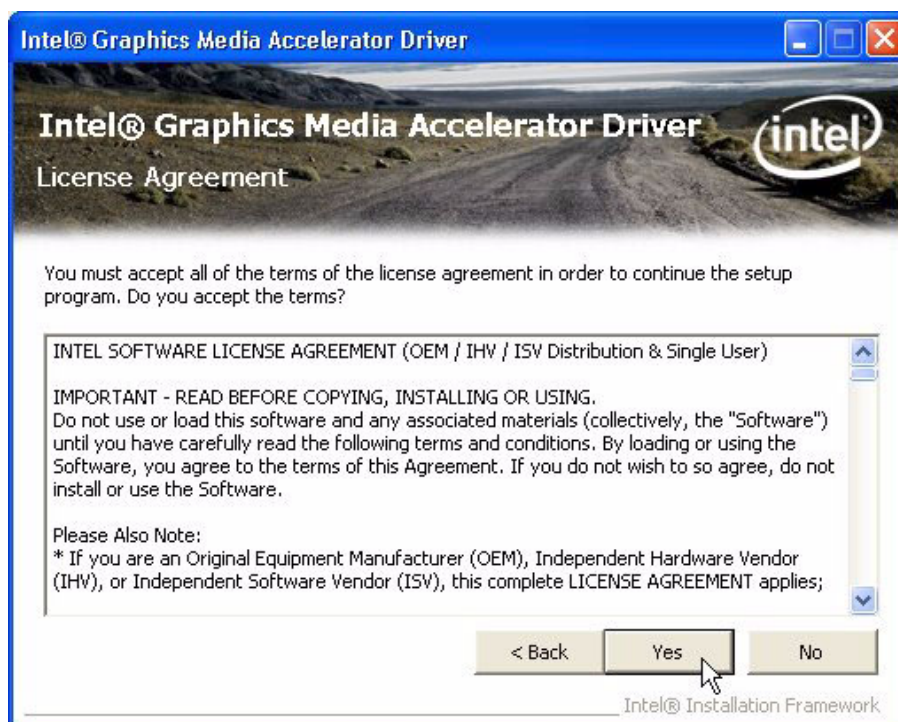 Intel® Graphics Media Accelerator Driver
Intel® Graphics Media Accelerator Driver
intel
License Agreement
You must accept all of the terms of the license agreement in order to continue the setup
program. Do you accept the terms?
INTEL SOFTWARE LICENSE AGREEMENT (OEM / IHV / ISV Distribution & Single User)
IMPORTANT - READ BEFORE COPYING, INSTALLING OR USING.
Do not use or load this software and any associated materials (collectively, the "Software")
until you have carefully read the following terms and conditions. By loading or using the
Software, you agree to the terms of this Agreement. If you do not wish to so agree, do not
install or use the Software.
Please Also Note:
* If you are an Original Equipment Manufacturer (OEM), Independent Hardware Vendor
(IHV), or Independent Software Vendor (ISV), this complete LICENSE AGREEMENT applies;
< Back Yes No
Intel® Installation Framework